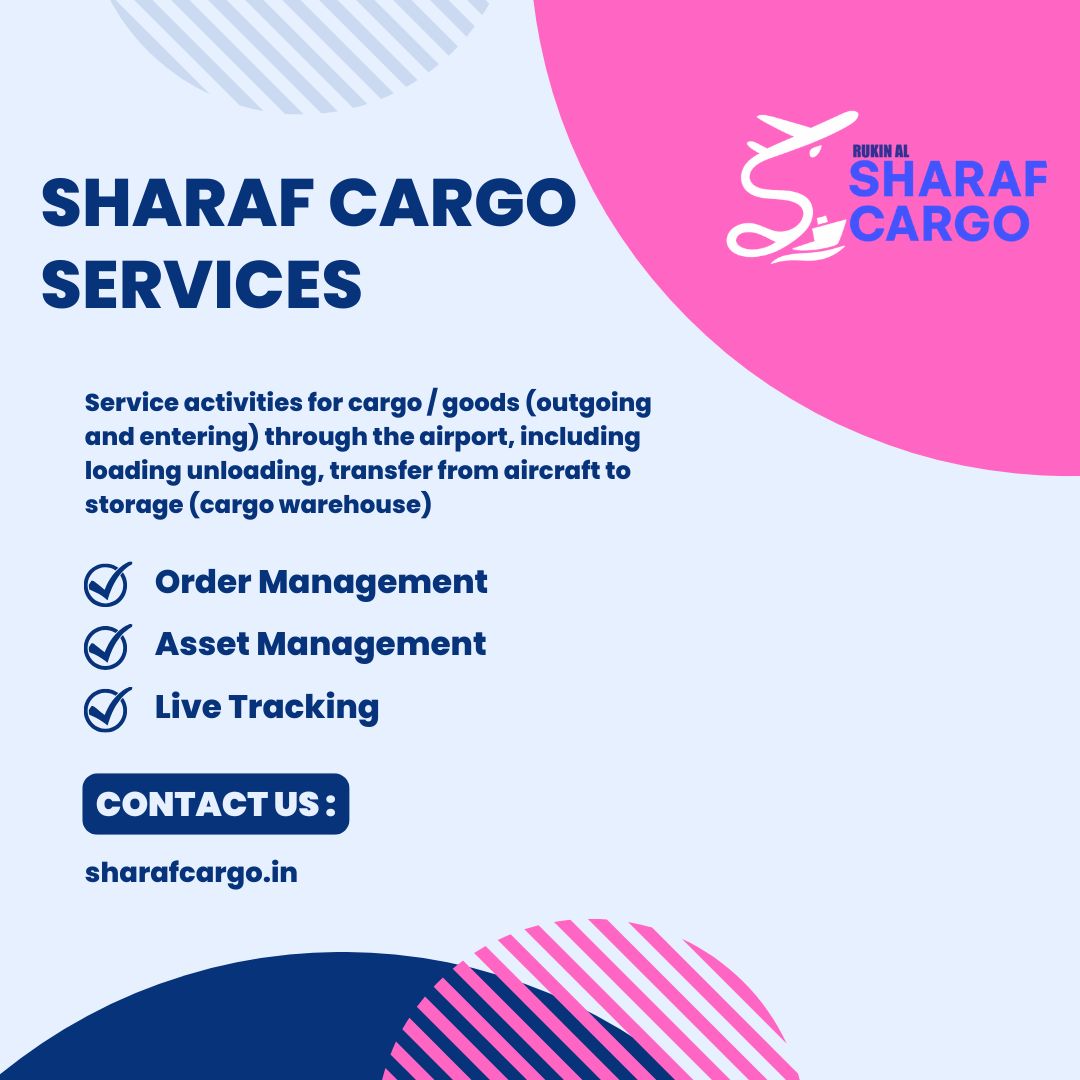 SHARAF CARGO
SERVICES
RUKIN AL
SHARAF
CARGO
Service activities for cargo / goods (outgoing
and entering) through the airport, including
loading unloading, transfer from aircraft to
storage (cargo warehouse)
Order Management
Asset Management
Live Tracking
CONTACT US :
sharafcargo.in